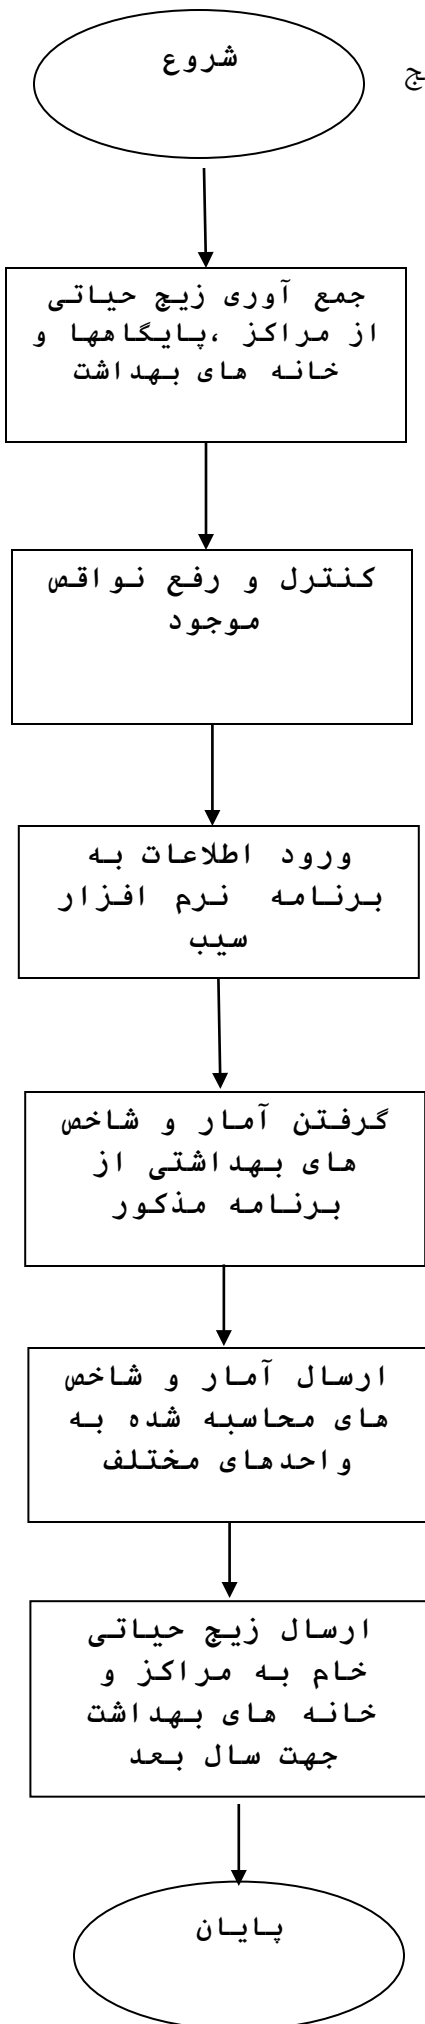 شروع
جمع آوری زیج حیاتی
از مراکز ،پایگاهها و
خانه های بهداشت
کنترل و رفع نواقص
موجود
ورود اطلاعات به
برنامه نرم افزار
سیب
گرفتن آمار و شاخص
های بهداشتی از
برنامه مذکور
ارسال آمار و شاخص
های محاسبه شده به
واحدهای مختلف
ارسال زیج حیاتی
خام به مراکز و
خانه های بهداشت
جهت سال بعد
پایان